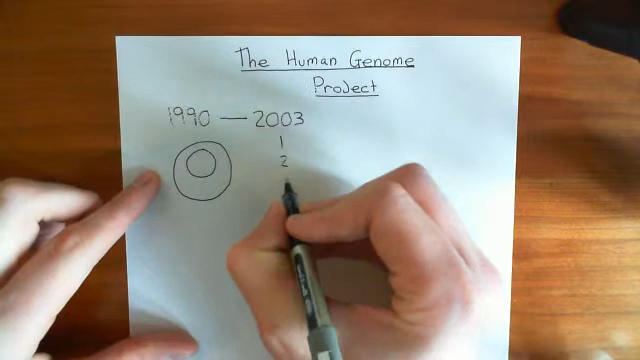 The Human Genome
Project
1990 — 2003
1
2